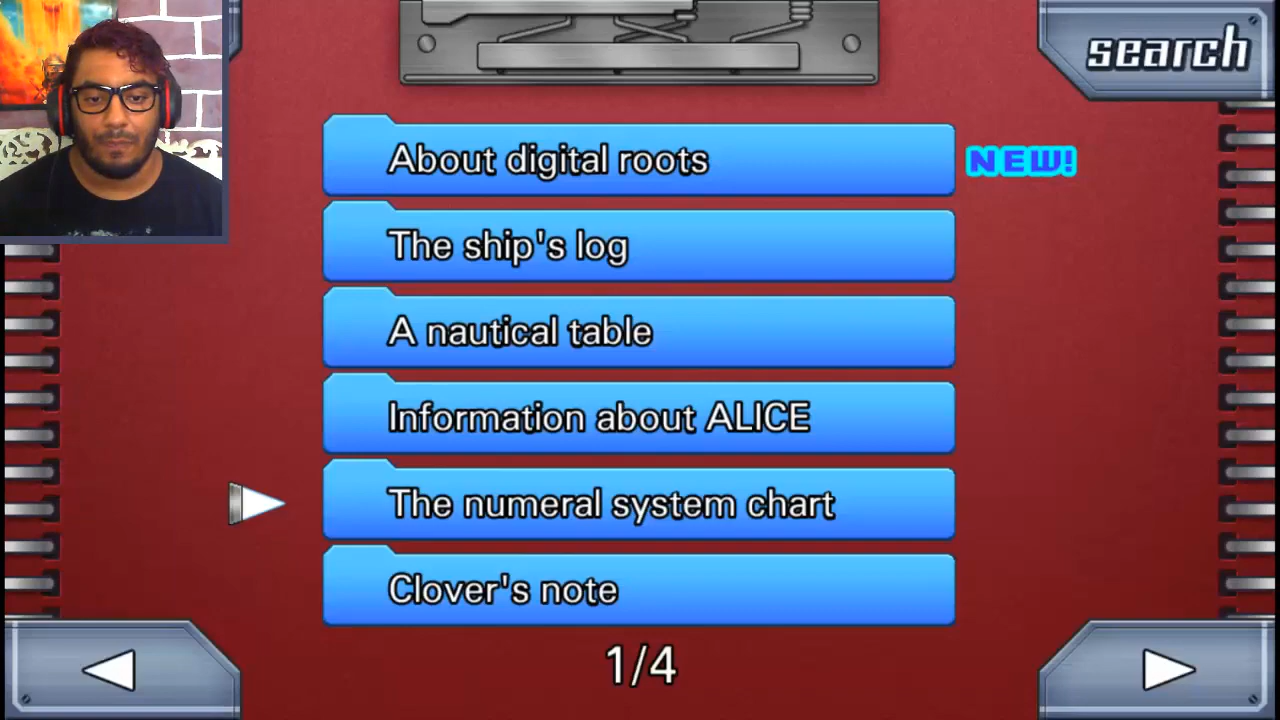 search
About digital roots
NEW!
The ship's log
A nautical table
Information about ALICE
The numeral system chart
Clover's note
1/4